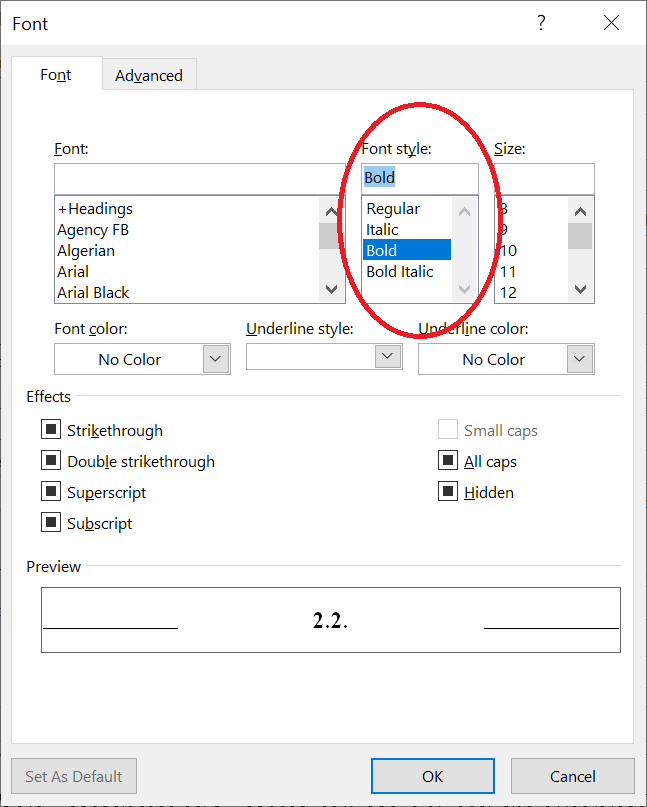 Font ?
Font Advanced
Font: Font style: Size:
Bold
+Headings Regular 8
Agency FB Italic 9
Algerian Bold 10
Arial Bold Italic 11
Arial Black 12
Font color: Underline style: Underline color:
No Color No Color
Effects
Strikethrough Small caps
Double strikethrough All caps
Superscript Hidden
Subscript
Preview
2.2.
Set As Default OK Cancel